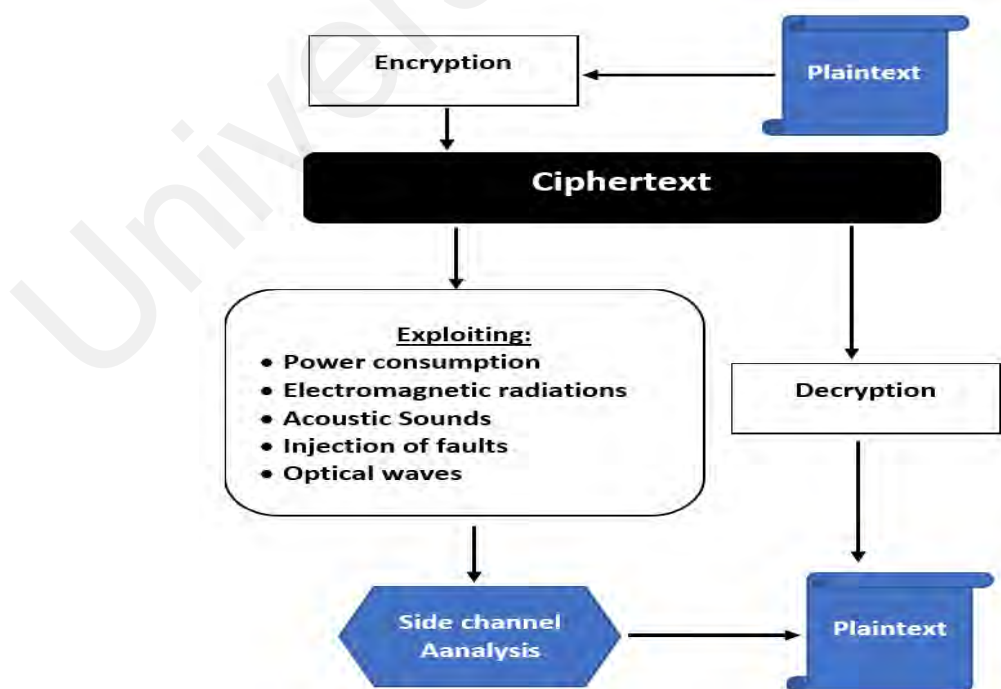 Univer
Encryption
Plaintext
Ciphertext
Exploiting:
• Power consumption
• Electromagnetic radiations
• Acoustic Sounds
• Injection of faults
• Optical waves
Decryption
Side channel
Aanalysis
Plaintext